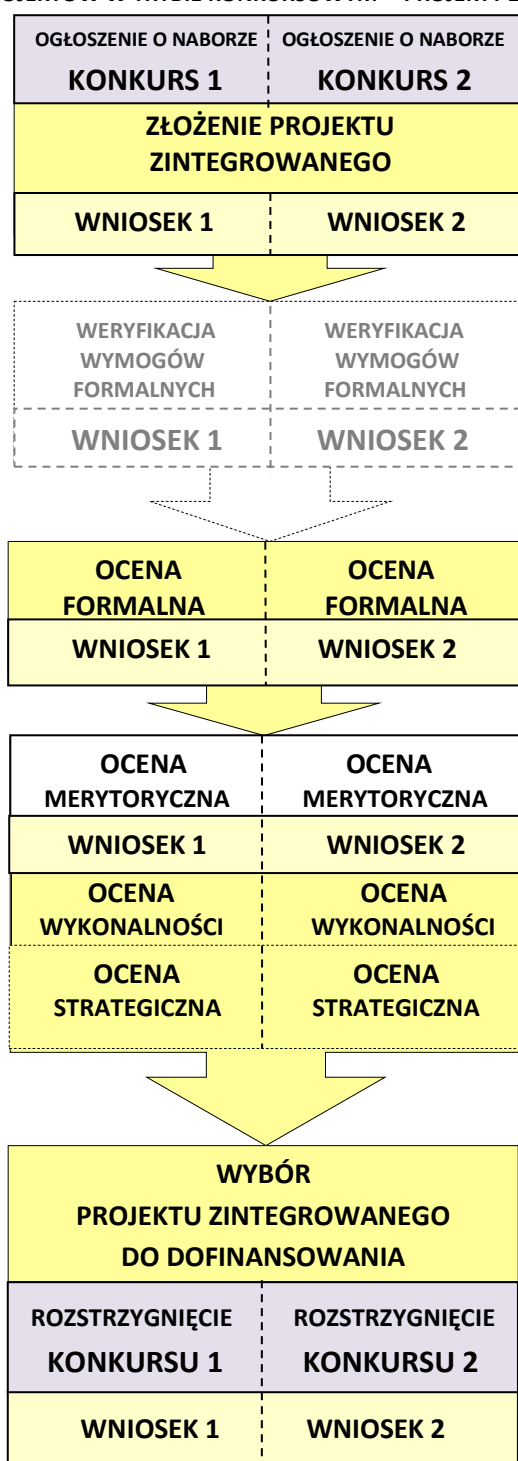 OGŁOSZENIE O NABORZE OGŁOSZENIE O NABORZE
KONKURS 1 KONKURS 2
ZŁOŻENIE PROJEKTU
ZINTEGROWANEGO
WNIOSEK 1 WNIOSEK 2
WERYFIKACJA WERYFIKACJA
WYMOGÓW WYMOGÓW
FORMALNYCH FORMALNYCH
WNIOSEK 1 WNIOSEK 2
OCENA OCENA
FORMALNA FORMALNA
WNIOSEK 1 WNIOSEK 2
OCENA OCENA
MERYTORYCZNA MERYTORYCZNA
WNIOSEK 1 WNIOSEK 2
OCENA OCENA
WYKONALNOŚCI WYKONALNOŚCI
OCENA OCENA
STRATEGICZNA STRATEGICZNA
WYBÓR
PROJEKTU ZINTEGROWANEGO
DO DOFINANSOWANIA
ROZSTRZYGNIĘCIE ROZSTRZYGNIĘCIE
KONKURSU 1 KONKURSU 2
WNIOSEK 1 WNIOSEK 2